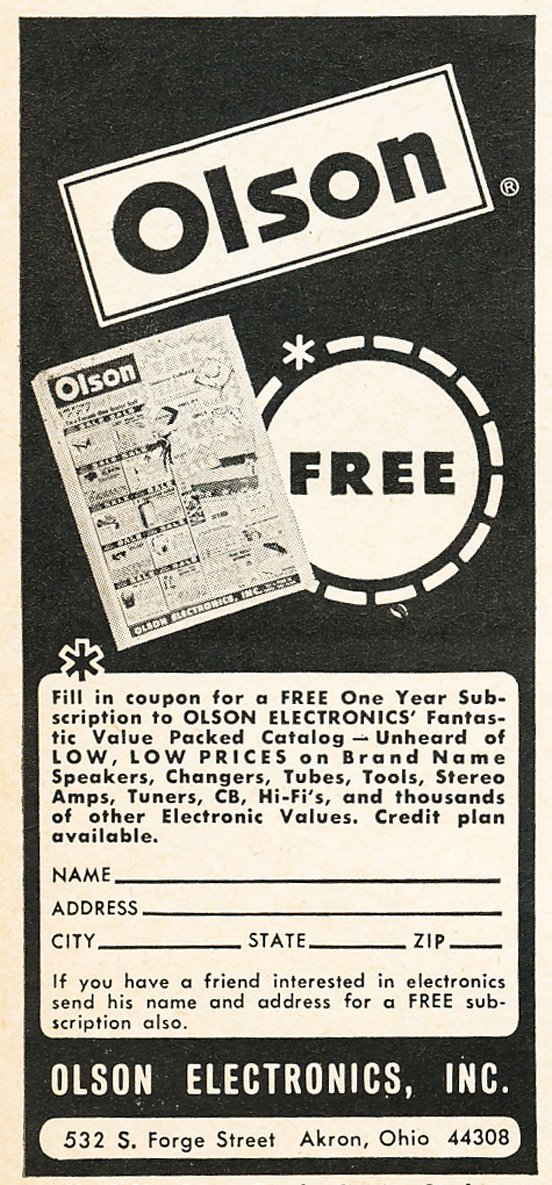 Olson
®
Olson
*
FREE
OLSON ELECTRONICS, INC.
*
Fill in coupon for a FREE One Year Sub-
scription to OLSON ELECTRONICS' Fantas-
tic Value Packed Catalog — Unheard of
LOW, LOW PRICES on Brand Name
Speakers, Changers, Tubes, Tools, Stereo
Amps, Tuners, CB, Hi-Fi's, and thousands
of other Electronic Values. Credit plan
available.
NAME
ADDRESS
CITY STATE ZIP
If you have a friend interested in electronics
send his name and address for a FREE sub-
scription also.
OLSON ELECTRONICS, INC.
532 S. Forge Street Akron, Ohio 44308